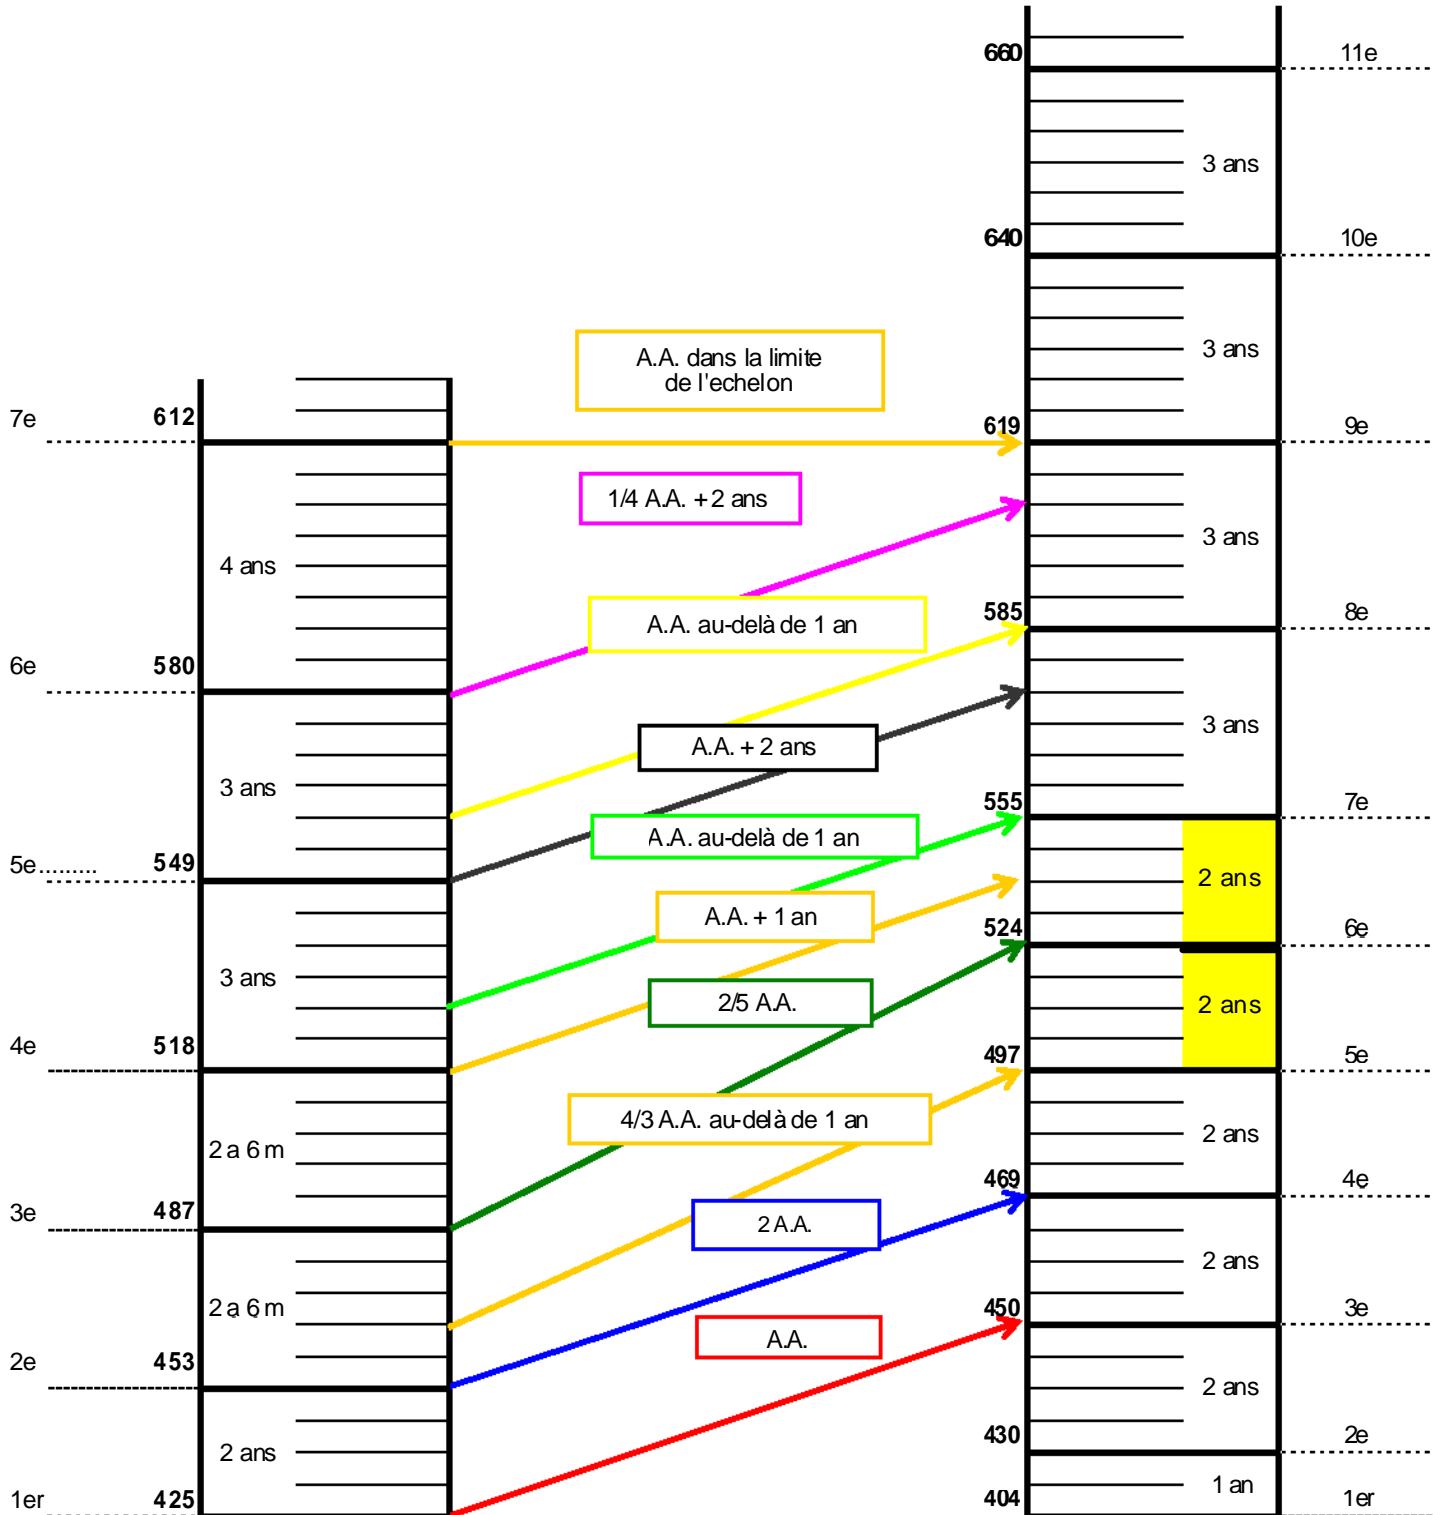 660
11e
3 ans
640
10e
3 ans
A.A. dans la limite
de l'echelon
7e
612
619
9e
1/4 A.A. + 2 ans
3 ans
4 ans
A.A. au-delà de 1 an
585
8e
6e
580
3 ans
A.A. + 2 ans
3 ans
555
7e
A.A. au-delà de 1 an
5e.........
549
2 ans
A.A. + 1 an
524
6e
3 ans
2/5 A.A.
2 ans
4e
518
497
5e
4/3 A.A. au-delà de 1 an
2 a 6 m
2 ans
469
4e
3e
487
2 A.A.
2 ans
2 a 6 m
450
3e
A.A.
2e
453
2 ans
430
2e
2 ans
1 an
1er
425
404
1er